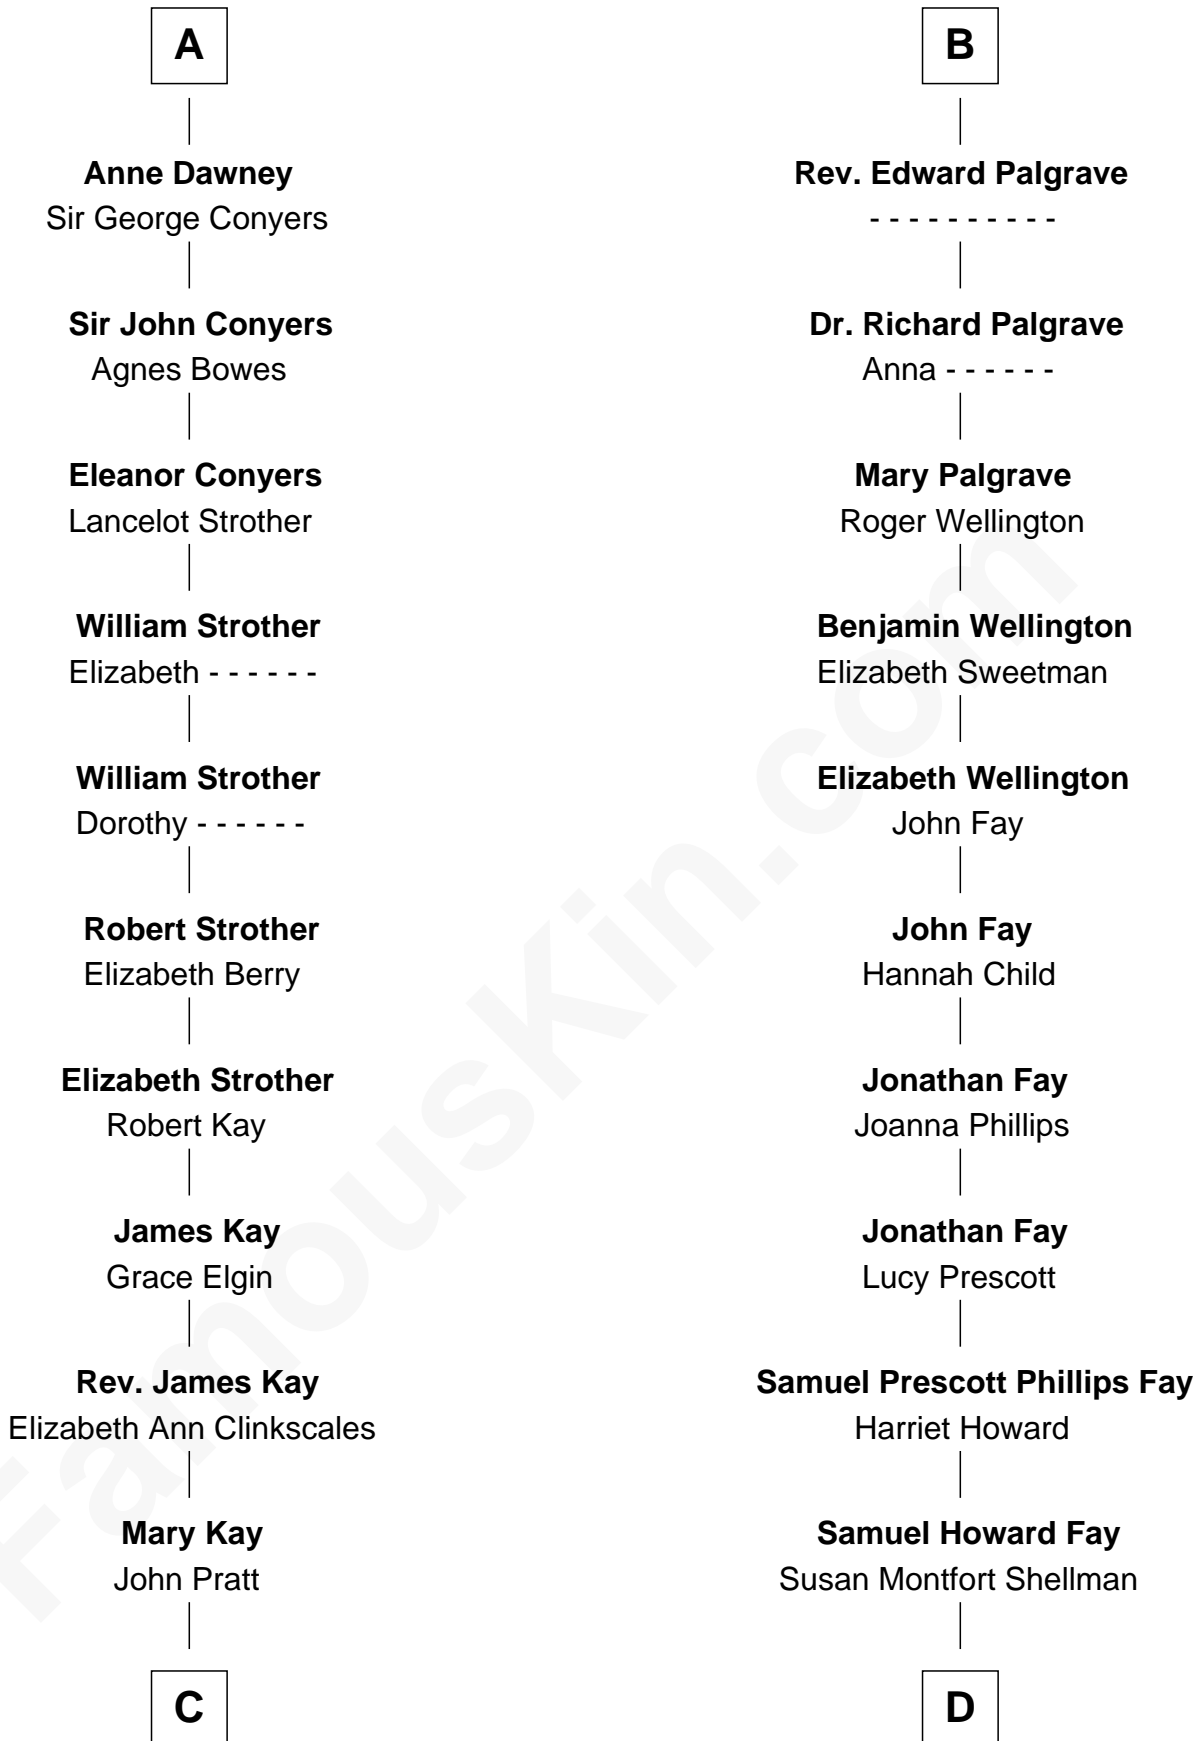 A
Anne Dawney
Sir George Conyers
Sir John Conyers
Agnes Bowes
Eleanor Conyers
Lancelot Strother
William Strother
Elizabeth - - - - - -
William Strother
Dorothy - - - - - -
Robert Strother
Elizabeth Berry
Elizabeth Strother
Robert Kay
James Kay
Grace Elgin
Rev. James Kay
Elizabeth Ann Clinkscales
Mary Kay
John Pratt
C
B
Rev. Edward Palgrave
- - - - - - - - - -
Dr. Richard Palgrave
Anna - - - - - -
Mary Palgrave
Roger Wellington
Benjamin Wellington
Elizabeth Sweetman
Elizabeth Wellington
John Fay
John Fay
Hannah Child
Jonathan Fay
Joanna Phillips
Jonathan Fay
Lucy Prescott
Samuel Prescott Phillips Fay
Harriet Howard
Samuel Howard Fay
Susan Montfort Shellman
D
FamousKin.com